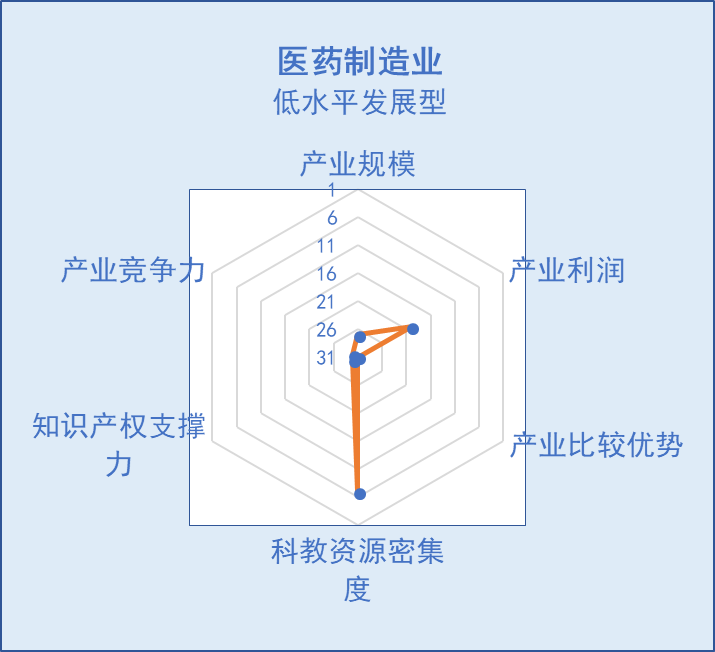 医药制造业
低水平发展型
产业规模
1
6
11
16
21
26
31
产业竞争力
产业利润
知识产权支撑
力
产业比较优势
科教资源密集
度